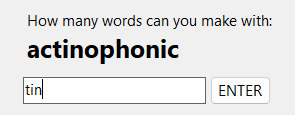 How many words can you make with:
actinophonic
tin
ENTER